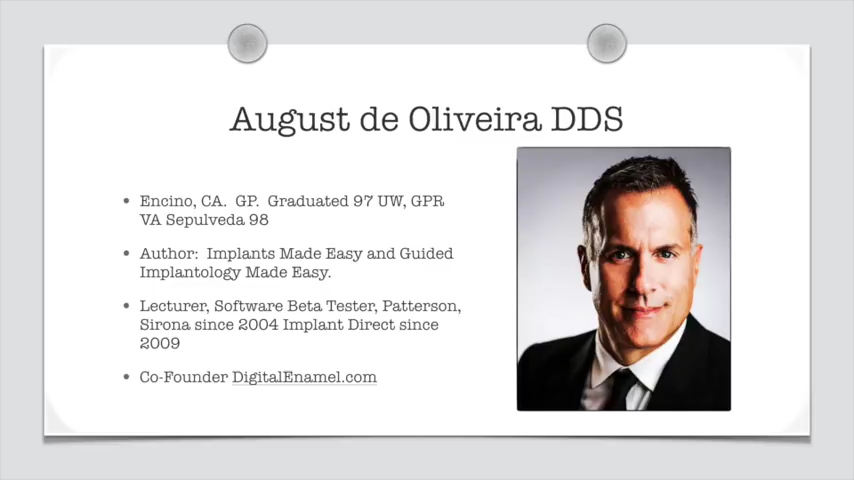 August de Oliveira DDS
Encino, CA. GP. Graduated 97 UW, GPR
VA Sepulveda 98
Author: Implants Made Easy and Guided
Implantology Made Easy.
Lecturer, Software Beta Tester, Patterson,
Sirona since 2004 Implant Direct since
2009
Co-Founder DigitalEnamel.com